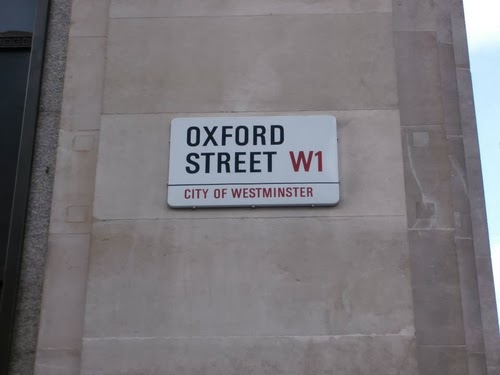 OXFORD
STREET W1
CITY OF WESTMINSTER